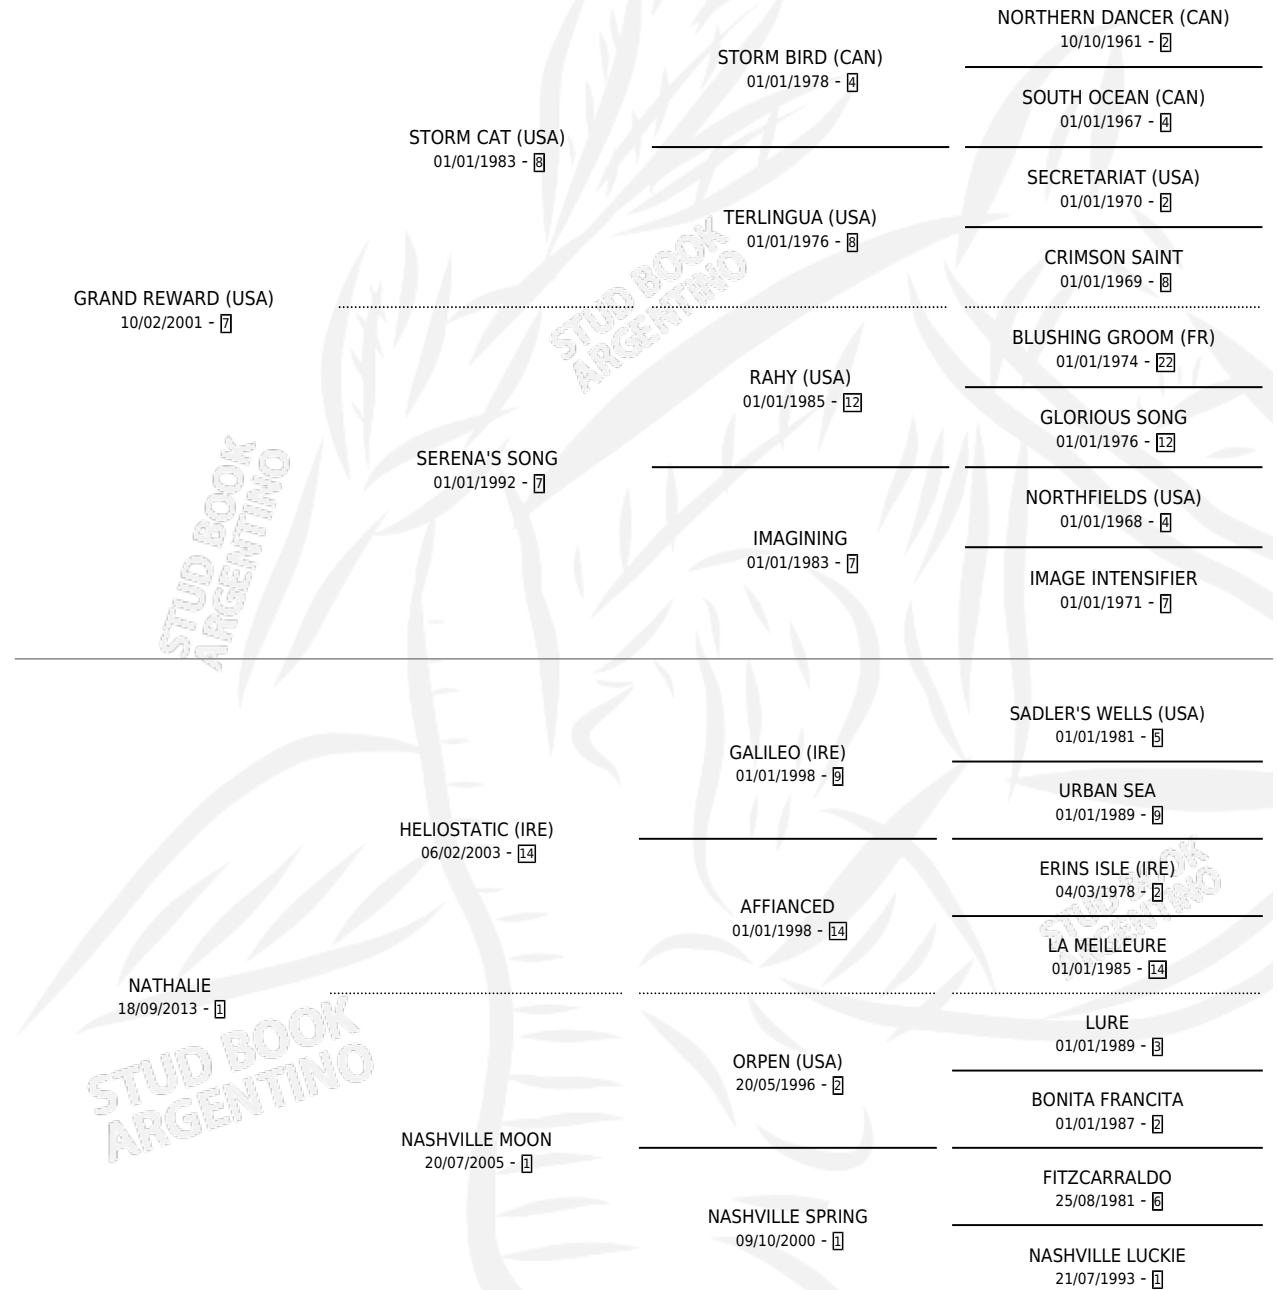 NORTHERN DANCER (CAN)
10/10/1961 - 2
STORM BIRD (CAN)
01/01/1978 - 4
SOUTH OCEAN (CAN)
01/01/1967 - 4
STORM CAT (USA)
01/01/1983 - 8
SECRETARIAT (USA)
01/01/1970 - 2
TERLINGUA (USA)
01/01/1976 - 8
CRIMSON SAINT
01/01/1969 - 8
GRAND REWARD (USA)
10/02/2001 - 7
BLUSHING GROOM (FR)
01/01/1974 - 22
RAHY (USA)
01/01/1985 - 12
GLORIOUS SONG
01/01/1976 - 12
SERENA'S SONG
01/01/1992 - 7
NORTHFIELDS (USA)
01/01/1968 - 4
IMAGINING
01/01/1983 - 7
IMAGE INTENSIFIER
01/01/1971 - 7
SADLER'S WELLS (USA)
01/01/1981 - 5
GALILEO (IRE)
01/01/1998 - 9
URBAN SEA
01/01/1989 - 9
HELIOSTATIC (IRE)
06/02/2003 - 14
ERINS ISLE (IRE)
04/03/1978 - 2
AFFIANCED
01/01/1998 - 14
LA MEILLEURE
01/01/1985 - 14
NATHALIE
18/09/2013 - 1
LURE
01/01/1989 - 3
ORPEN (USA)
20/05/1996 - 2
BONITA FRANCITA
01/01/1987 - 2
NASHVILLE MOON
20/07/2005 - 1
FITZCARRALDO
25/08/1981 - 6
NASHVILLE SPRING
09/10/2000 - 1
NASHVILLE LUCKIE
21/07/1993 - 1
STUD BOOK
ARGENTINO
STUD BOOK
ARGENTINO
STUD BOOK
ARGENTINO
STUD BOOK
ARGENTINO